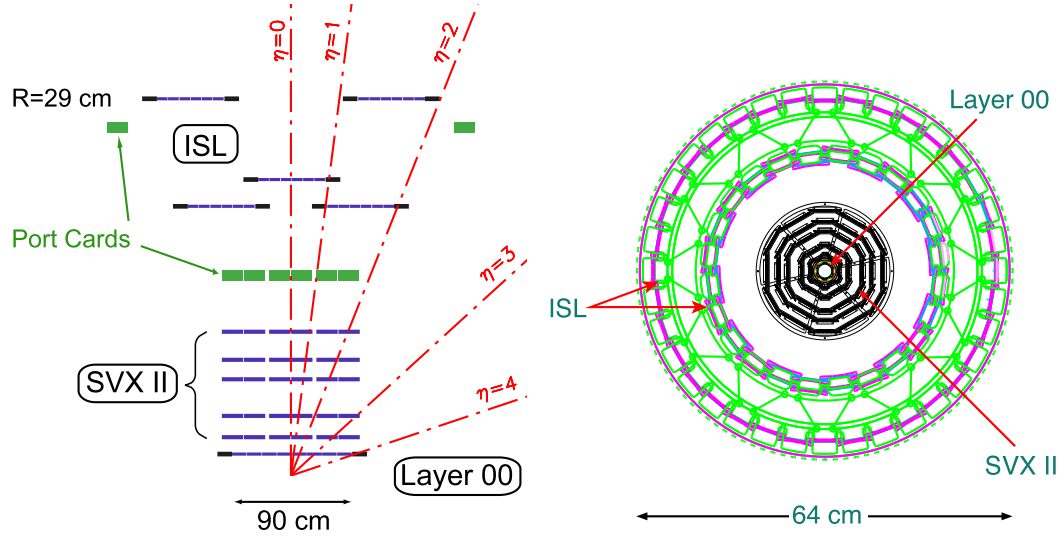 η=0
η=1
η=2
R=29 cm
ISL
Port Cards
η=3
SVX II
η=4
Layer 00
90 cm
Layer 00
ISL
SVX II
64 cm